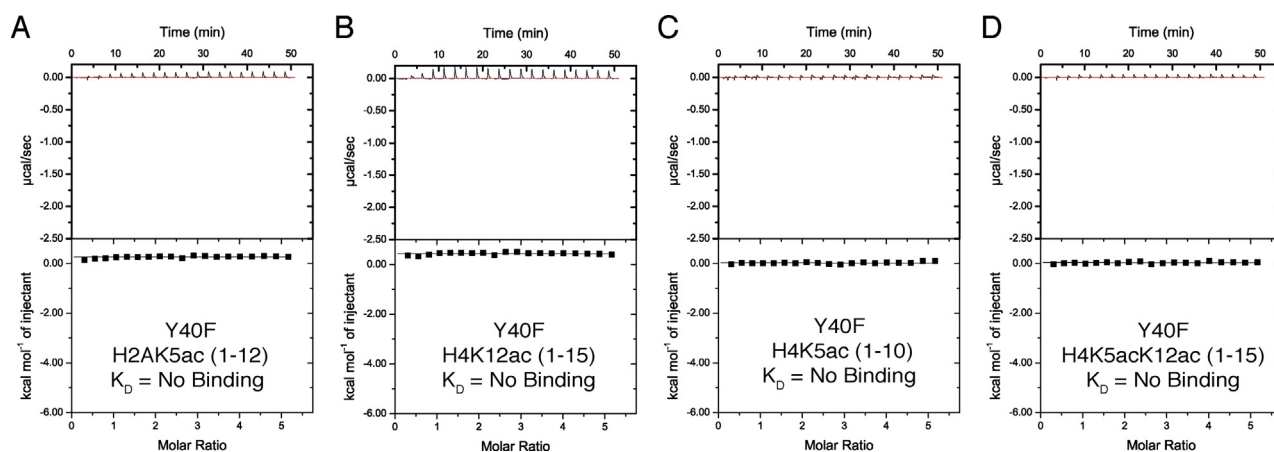 A
Time (min)
0 10 20 30 40 50
0.00
-0.50
-1.00
-1.50
-2.00
-2.50
µcal/sec
0.00
-2.00
-4.00
-6.00
kcal mol⁻¹ of injectant
Y40F
H2AK5ac (1-12)
K_D = No Binding
0 1 2 3 4 5
Molar Ratio
B
Time (min)
0 10 20 30 40 50
0.00
-0.50
-1.00
-1.50
-2.00
-2.50
µcal/sec
0.00
-2.00
-4.00
-6.00
kcal mol⁻¹ of injectant
Y40F
H4K12ac (1-15)
K_D = No Binding
0 1 2 3 4 5
Molar Ratio
C
Time (min)
0 10 20 30 40 50
0.00
-0.50
-1.00
-1.50
-2.00
-2.50
µcal/sec
0.00
-2.00
-4.00
-6.00
kcal mol⁻¹ of injectant
Y40F
H4K5ac (1-10)
K_D = No Binding
0 1 2 3 4 5
Molar Ratio
D
Time (min)
0 10 20 30 40 50
0.00
-0.50
-1.00
-1.50
-2.00
-2.50
µcal/sec
0.00
-2.00
-4.00
-6.00
kcal mol⁻¹ of injectant
Y40F
H4K5acK12ac (1-15)
K_D = No Binding
0 1 2 3 4 5
Molar Ratio